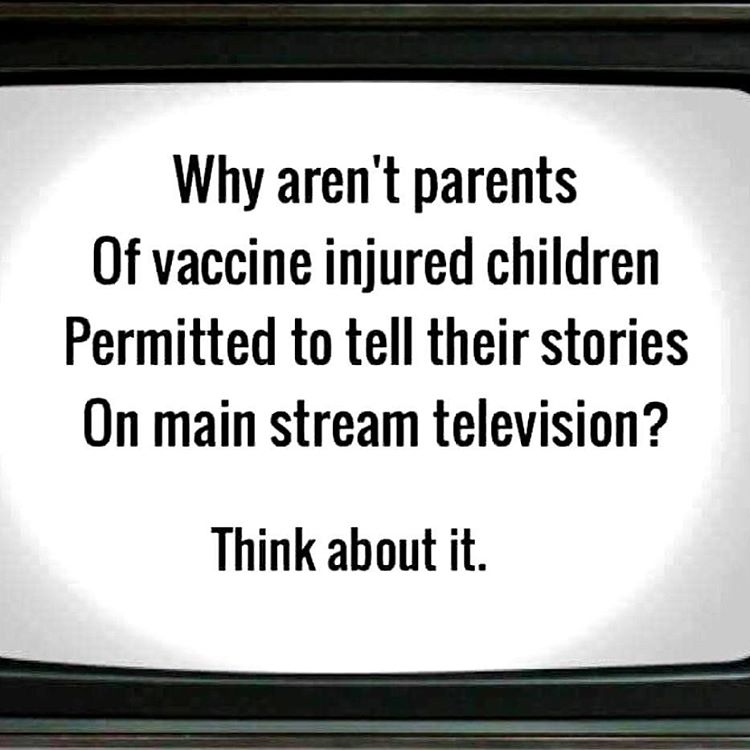 Why aren't parents
Of vaccine injured children
Permitted to tell their stories
On main stream television?
Think about it.